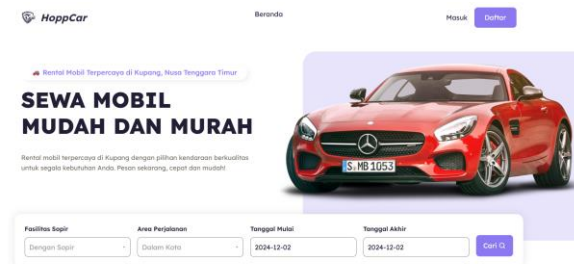 HoppCar
Beranda
Masuk
Daftar
Rental Mobil Terpercaya di Kupang, Nusa Tenggara Timur
SEWA MOBIL
MUDAH DAN MURAH
Rental mobil terpercaya di Kupang dengan pilihan kendaraan berkualitas
untuk segala kebutuhan Anda. Pesan sekarang, cepat dan mudah!
S MB 1053
Fasilitas Sopir
Area Perjalanan
Tanggal Mulai
Tanggal Akhir
Dengan Sopir
Dalam Kota
2024-12-02
2024-12-02
Cari